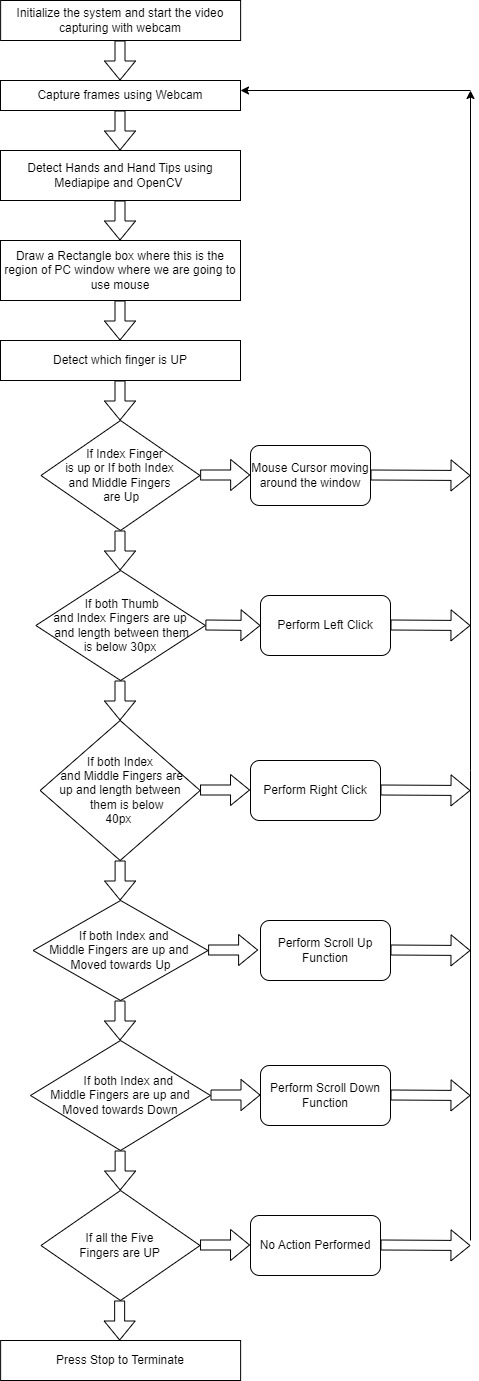 Initialize the system and start the video
capturing with webcam
Capture frames using Webcam
Detect Hands and Hand Tips using
Mediapipe and OpenCV
Draw a Rectangle box where this is the
region of PC window where we are going to
use mouse
Detect which finger is UP
If Index Finger
is up or If both Index
and Middle Fingers
are Up
Mouse Cursor moving
around the window
If both Thumb
and Index Fingers are up
and length between them
is below 30px
Perform Left Click
If both Index
and Middle Fingers are
up and length between
them is below
40px
Perform Right Click
If both Index and
Middle Fingers are up and
Moved towards Up
Perform Scroll Up
Function
If both Index and
Middle Fingers are up and
Moved towards Down
Perform Scroll Down
Function
If all the Five
Fingers are UP
No Action Performed
Press Stop to Terminate